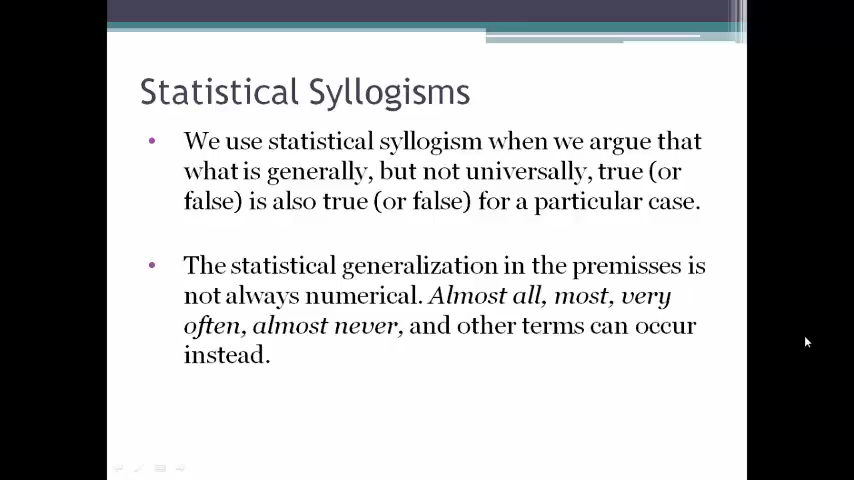 Statistical Syllogisms
• We use statistical syllogism when we argue that
what is generally, but not universally, true (or
false) is also true (or false) for a particular case.
• The statistical generalization in the premisses is
not always numerical. Almost all, most, very
often, almost never, and other terms can occur
instead.